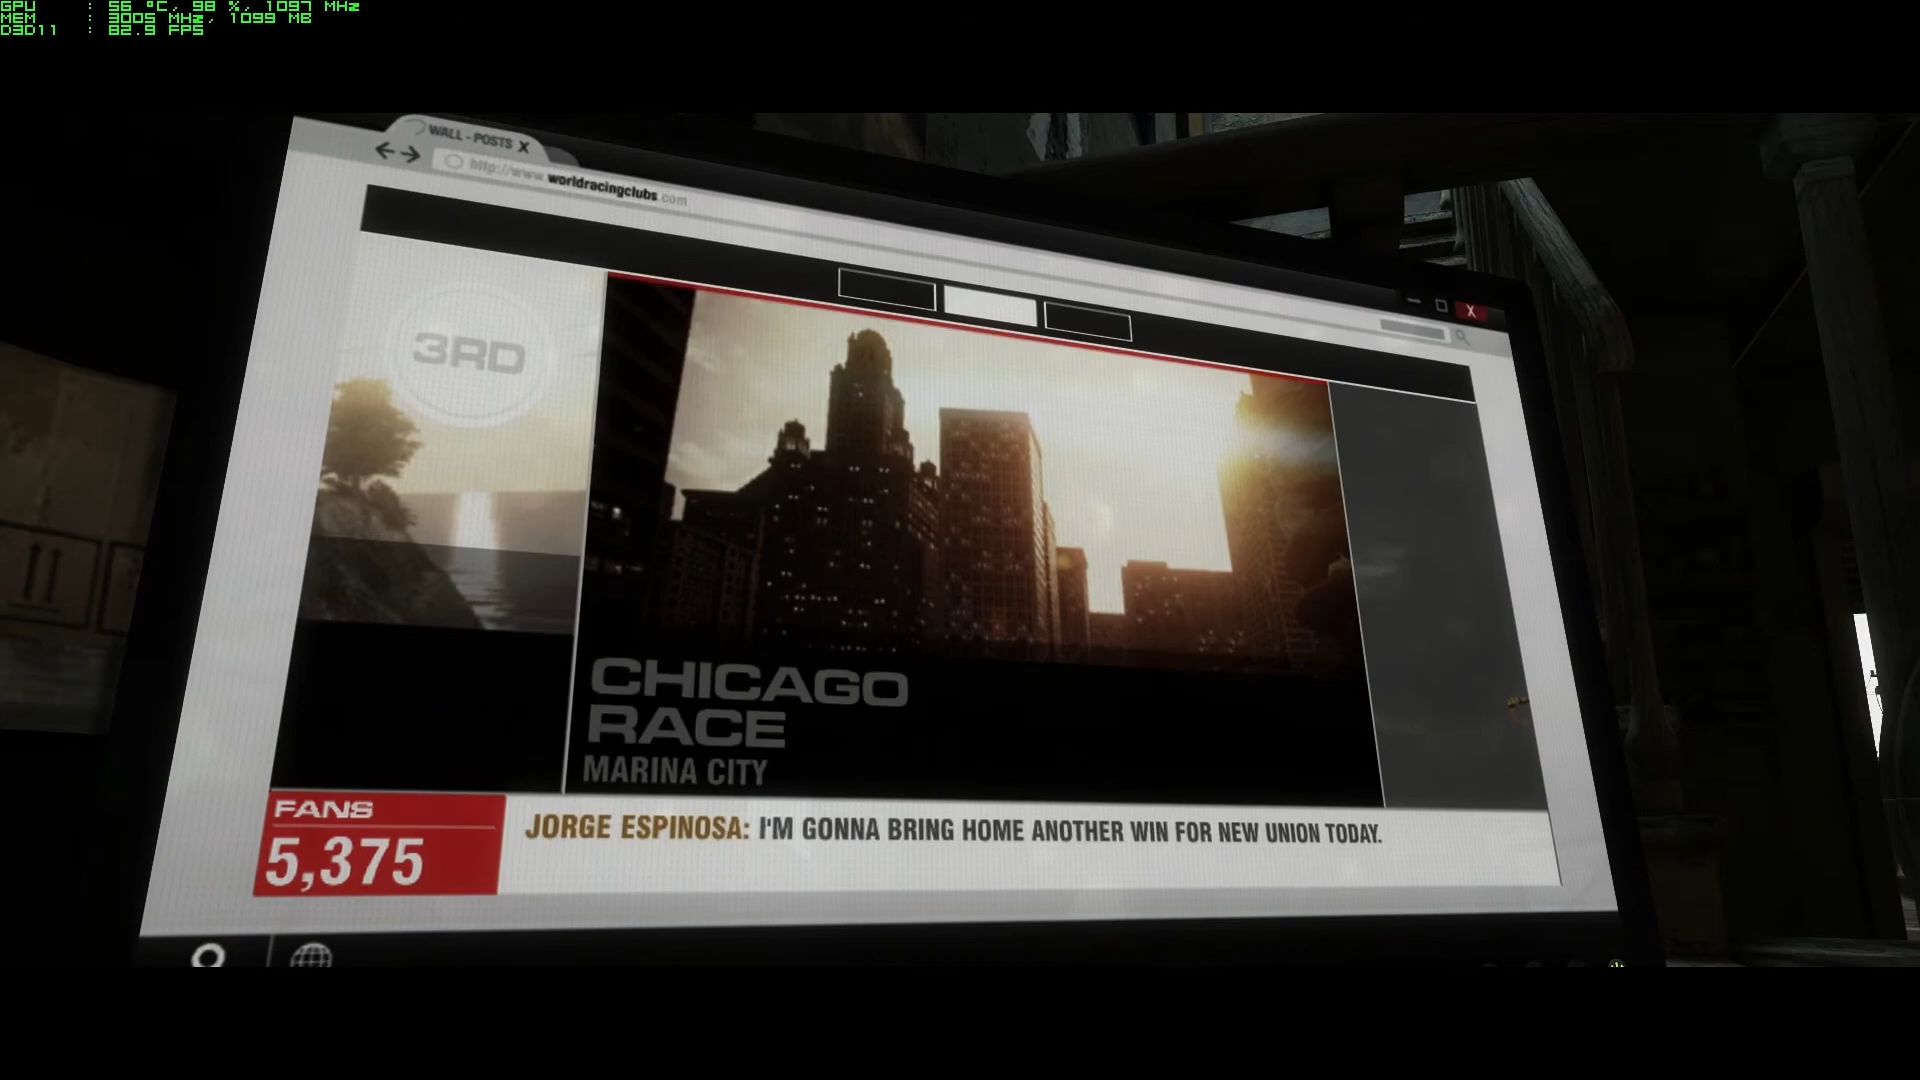 GPU : 56 °C, 98 %, 1097 MHz
MEM : 3005 MHz, 1099 MB
D3D11 : 82.9 FPS
WALL - POSTS X
http://www.worldracingclubs.com
X
3RD
CHICAGO
RACE
MARINA CITY
FANS
5,375
JORGE ESPINOSA: I'M GONNA BRING HOME ANOTHER WIN FOR NEW UNION TODAY.